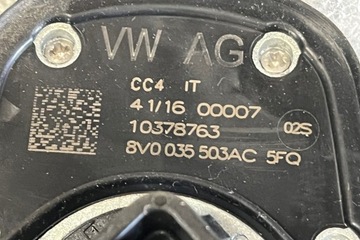 VW AG
CC4 IT
41/16 00007
10378763
02S
8V0 035 503AC 5FQ